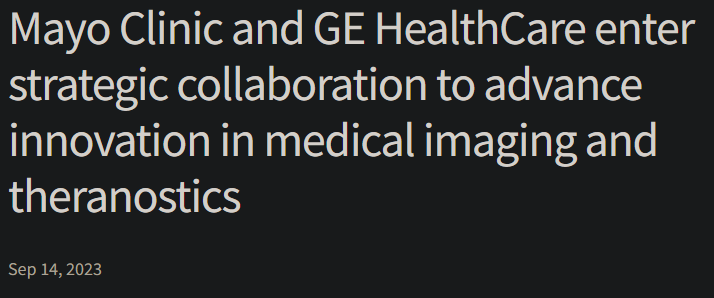 Mayo Clinic and GE HealthCare enter
strategic collaboration to advance
innovation in medical imaging and
theranostics
Sep 14, 2023